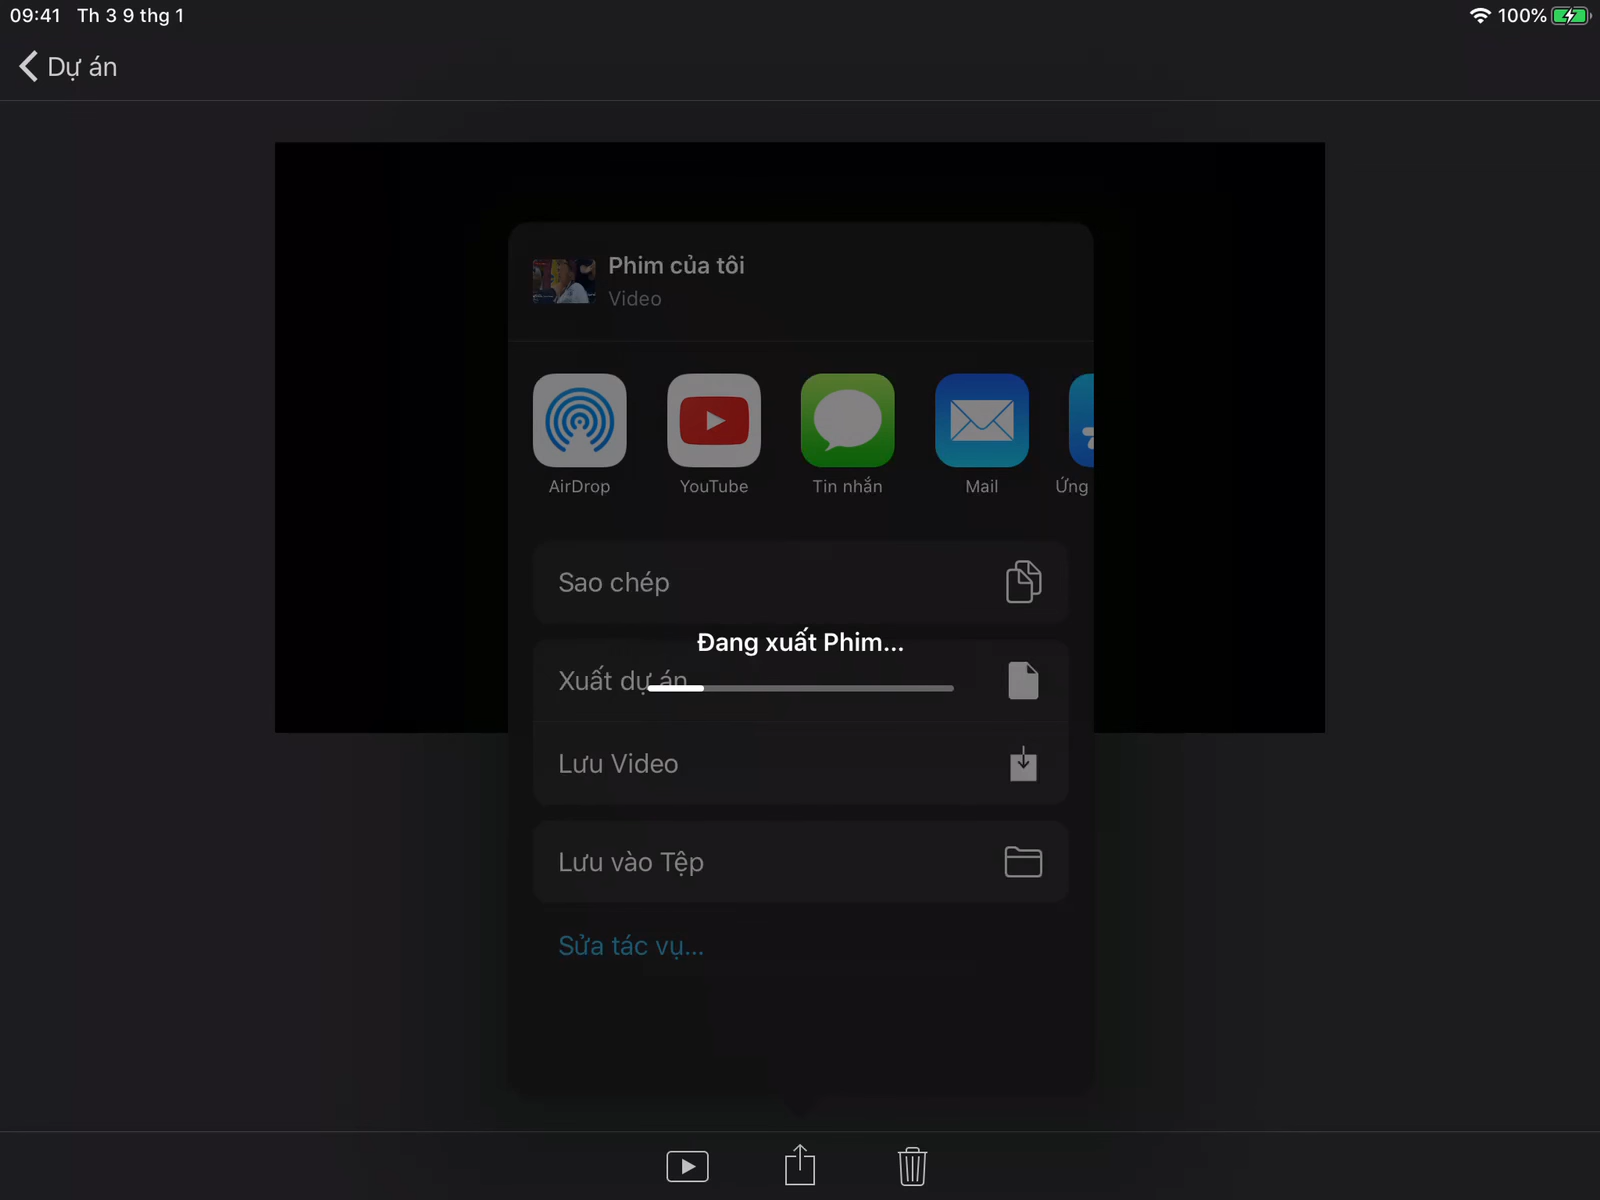 09:41 Th 3 9 thg 1
100%
Dự án
Phim của tôi
Video
AirDrop
YouTube
Tin nhắn
Mail
Ứng
Sao chép
Đang xuất Phim...
Xuất dự án
Lưu Video
Lưu vào Tệp
Sửa tác vụ...